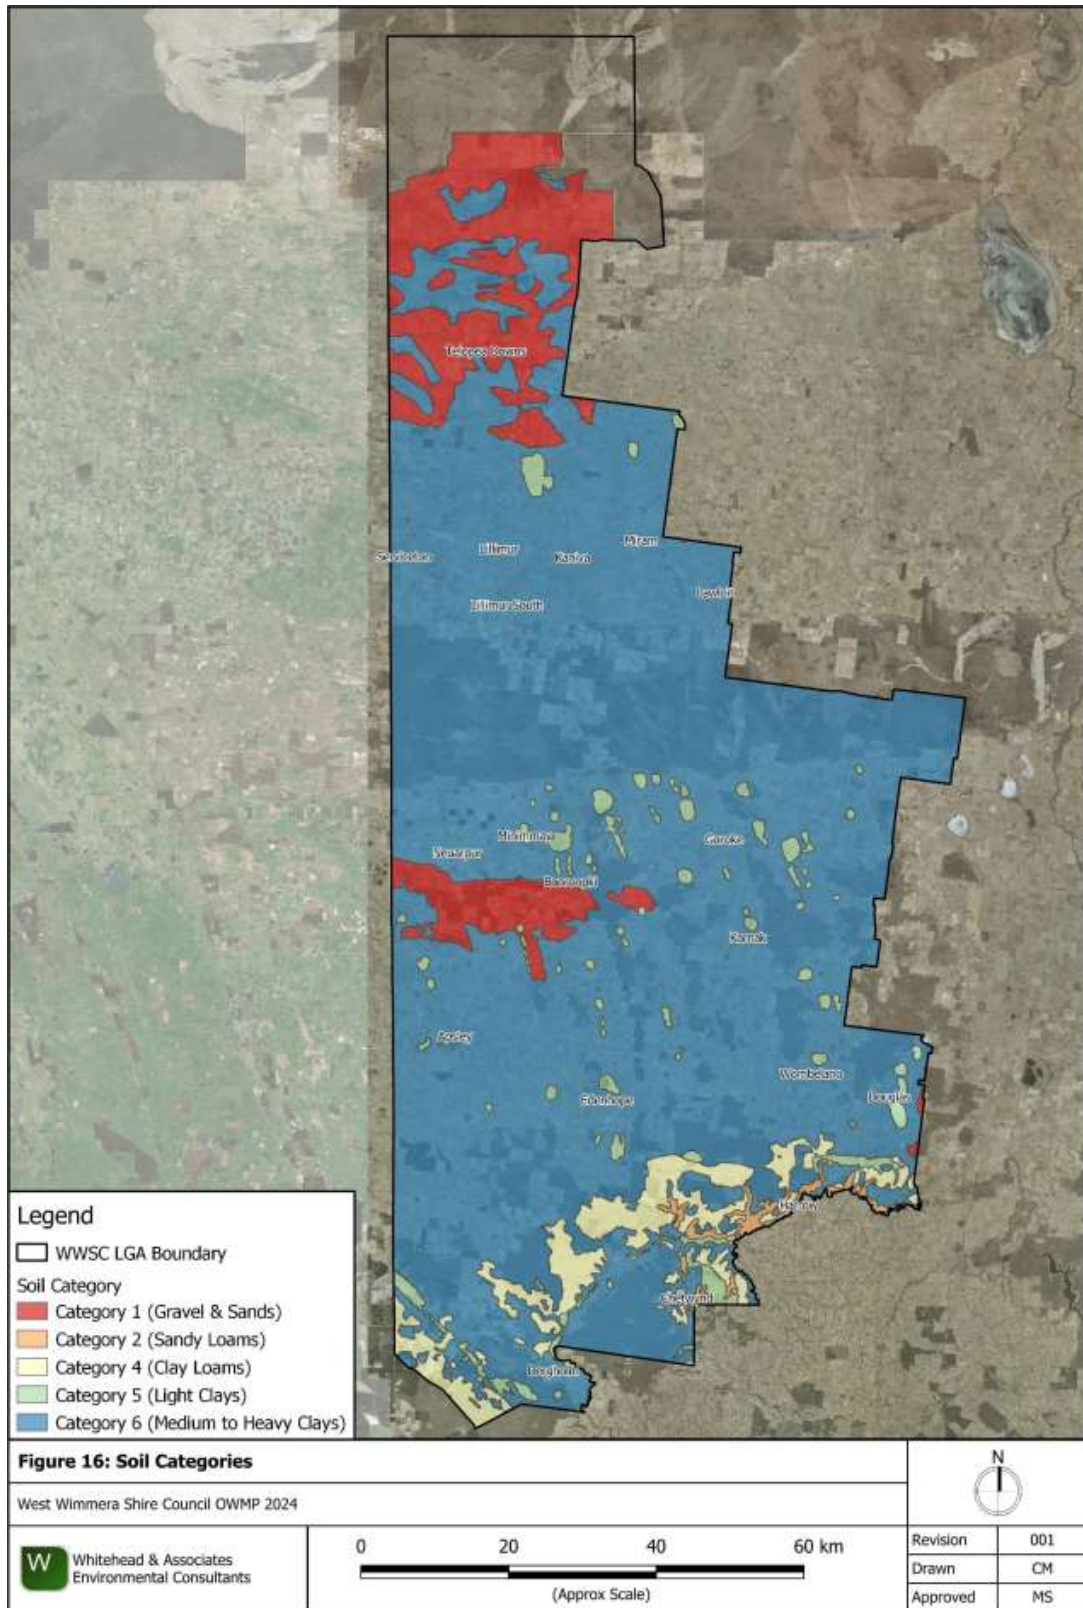 Telopea Downs
Serviceton
Lillimur
Kaniva
Miram
Lawloit
Lillimur South
Neuarpur
Minimay
Goroke
Booroopki
Karnak
Apsley
Edenhope
Wombelano
Douglas
Harrow
Chetwynd
Dergholm
Legend
WWSC LGA Boundary
Soil Category
Category 1 (Gravel & Sands)
Category 2 (Sandy Loams)
Category 4 (Clay Loams)
Category 5 (Light Clays)
Category 6 (Medium to Heavy Clays)
Figure 16: Soil Categories
West Wimmera Shire Council OWMP 2024
N
W
Whitehead & Associates
Environmental Consultants
0 20 40 60 km
(Approx Scale)
Revision 001
Drawn CM
Approved MS